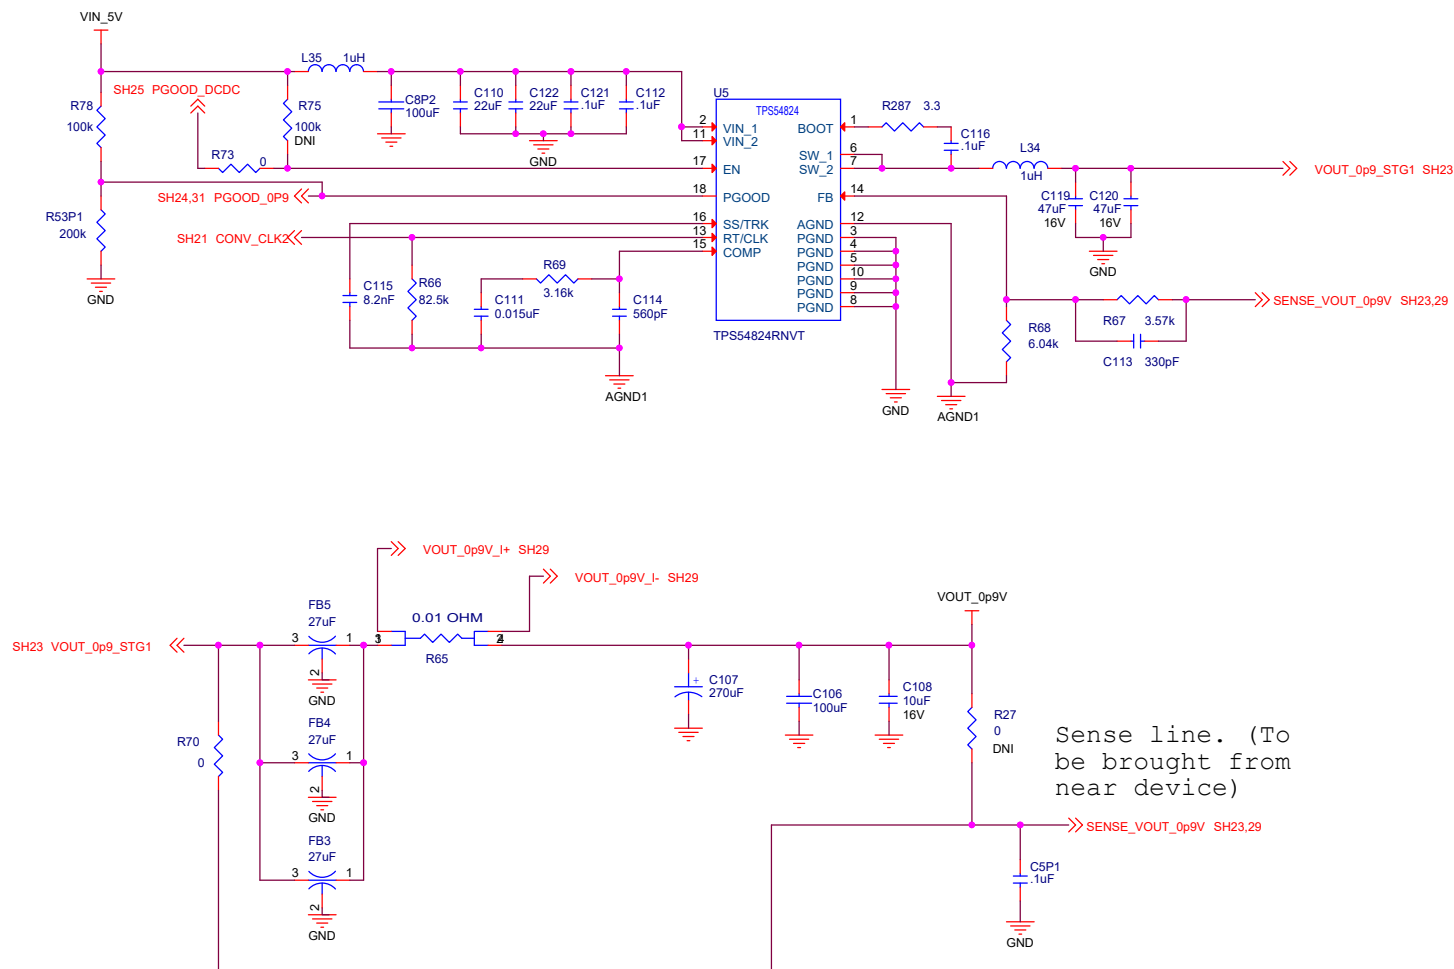 VIN_5V
L35 1uH
SH25 PGOOD_DCDC
R78
100k
R75
100k
DNI
C8P2
100uF
C110
22uF
C122
22uF
C121
.1uF
C112
.1uF
GND
R73 0
SH24,31 PGOOD_0P9
R53P1
200k
GND
SH21 CONV_CLK2
C115
8.2nF
R66
82.5k
C111
0.015uF
R69
3.16k
C114
560pF
AGND1
U5
TPS54824
2 VIN_1
11 VIN_2
17 EN
18 PGOOD
16 SS/TRK
13 RT/CLK
15 COMP
BOOT 1
SW_1 6
SW_2 7
FB 14
AGND 12
PGND 3
PGND 4
PGND 5
PGND 10
PGND 9
PGND 8
TPS54824RNVT
R287 3.3
C116
.1uF
L34
1uH
VOUT_0p9_STG1 SH23
C119
47uF
16V
C120
47uF
16V
GND
SENSE_VOUT_0p9V SH23,29
R67 3.57k
C113 330pF
R68
6.04k
GND
AGND1
VOUT_0p9V_I+ SH29
VOUT_0p9V_I- SH29
SH23 VOUT_0p9_STG1
FB5
27uF
3 1
2
GND
FB4
27uF
3 1
2
GND
FB3
27uF
3 1
2
GND
R70
0
0.01 OHM
R65
VOUT_0p9V
C107
270uF
+
C106
100uF
C108
10uF
16V
R27
0
DNI
Sense line. (To
be brought from
near device)
SENSE_VOUT_0p9V SH23,29
C5P1
.1uF
GND